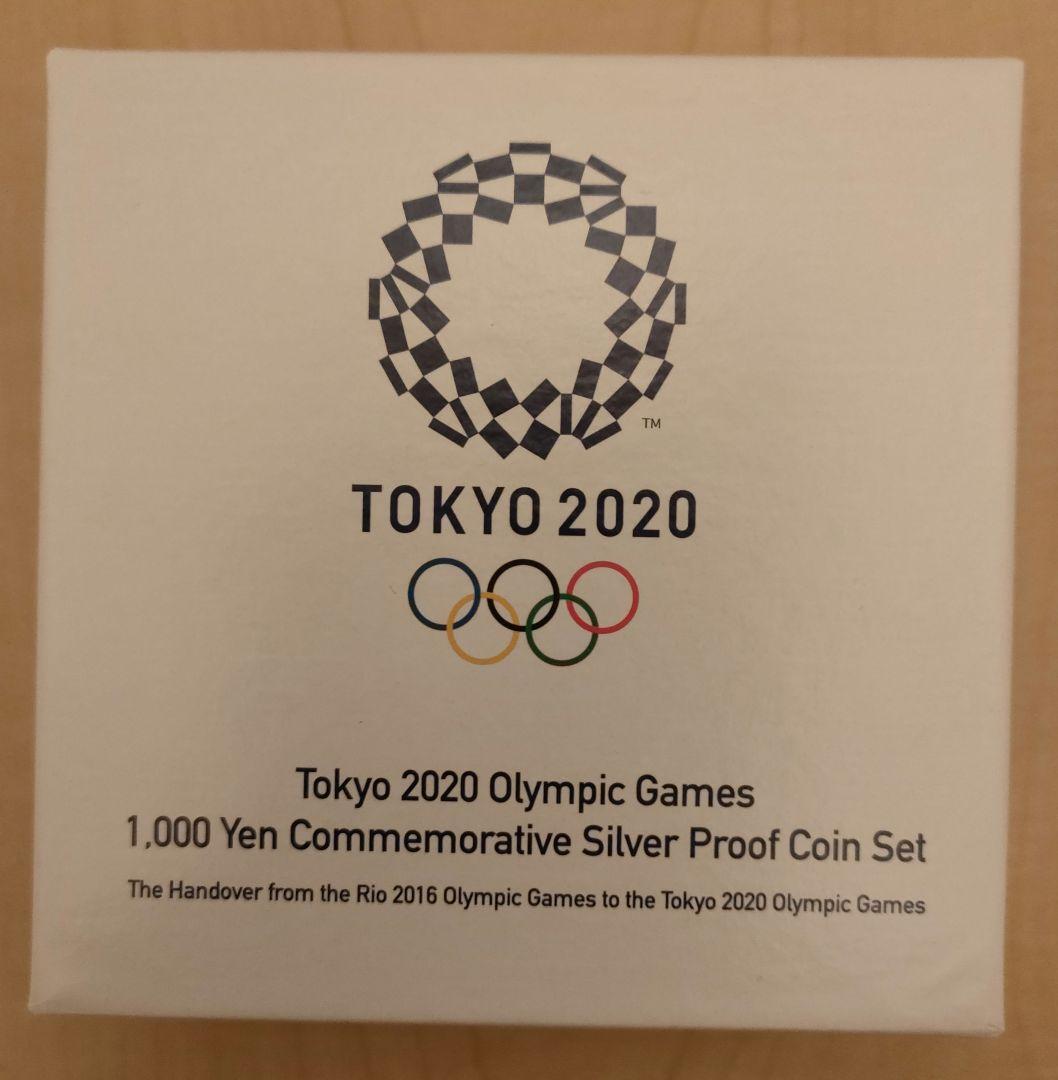 TM
TOKYO 2020
Tokyo 2020 Olympic Games
1,000 Yen Commemorative Silver Proof Coin Set
The Handover from the Rio 2016 Olympic Games to the Tokyo 2020 Olympic Games